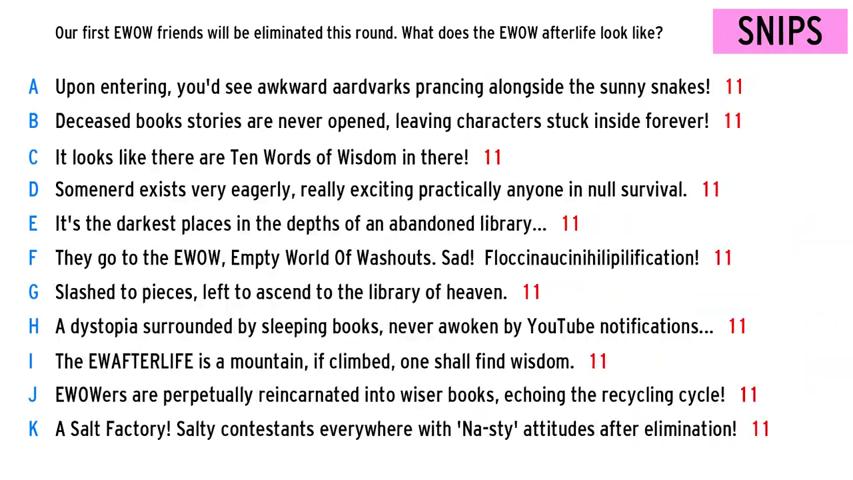 Our first EWOW friends will be eliminated this round. What does the EWOW afterlife look like?
SNIPS
A Upon entering, you'd see awkward aardvarks prancing alongside the sunny snakes! 11
B Deceased books stories are never opened, leaving characters stuck inside forever! 11
C It looks like there are Ten Words of Wisdom in there! 11
D Somenerd exists very eagerly, really exciting practically anyone in null survival. 11
E It's the darkest places in the depths of an abandoned library... 11
F They go to the EWOW, Empty World Of Washouts. Sad! Floccinaucinihilipilification! 11
G Slashed to pieces, left to ascend to the library of heaven. 11
H A dystopia surrounded by sleeping books, never awoken by YouTube notifications... 11
I The EWAFTERLIFE is a mountain, if climbed, one shall find wisdom. 11
J EWOWers are perpetually reincarnated into wiser books, echoing the recycling cycle! 11
K A Salt Factory! Salty contestants everywhere with 'Na-sty' attitudes after elimination! 11